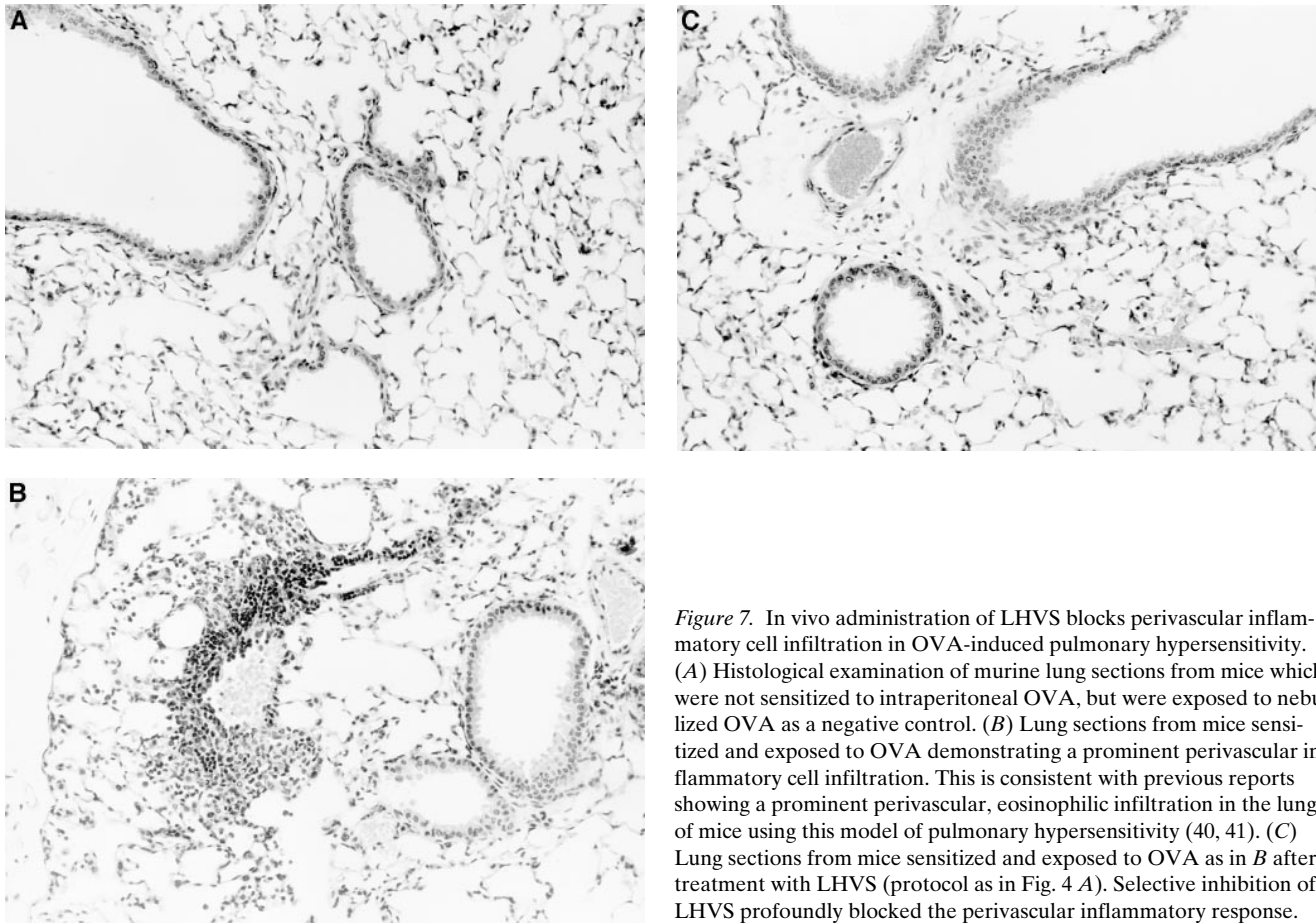 A
C
B
Figure 7. In vivo administration of LHVS blocks perivascular inflam-
matory cell infiltration in OVA-induced pulmonary hypersensitivity.
(A) Histological examination of murine lung sections from mice which
were not sensitized to intraperitoneal OVA, but were exposed to nebu
lized OVA as a negative control. (B) Lung sections from mice sensi-
tized and exposed to OVA demonstrating a prominent perivascular in
flammatory cell infiltration. This is consistent with previous reports
showing a prominent perivascular, eosinophilic infiltration in the lung
of mice using this model of pulmonary hypersensitivity (40, 41). (C)
Lung sections from mice sensitized and exposed to OVA as in B after
treatment with LHVS (protocol as in Fig. 4 A). Selective inhibition of
LHVS profoundly blocked the perivascular inflammatory response.